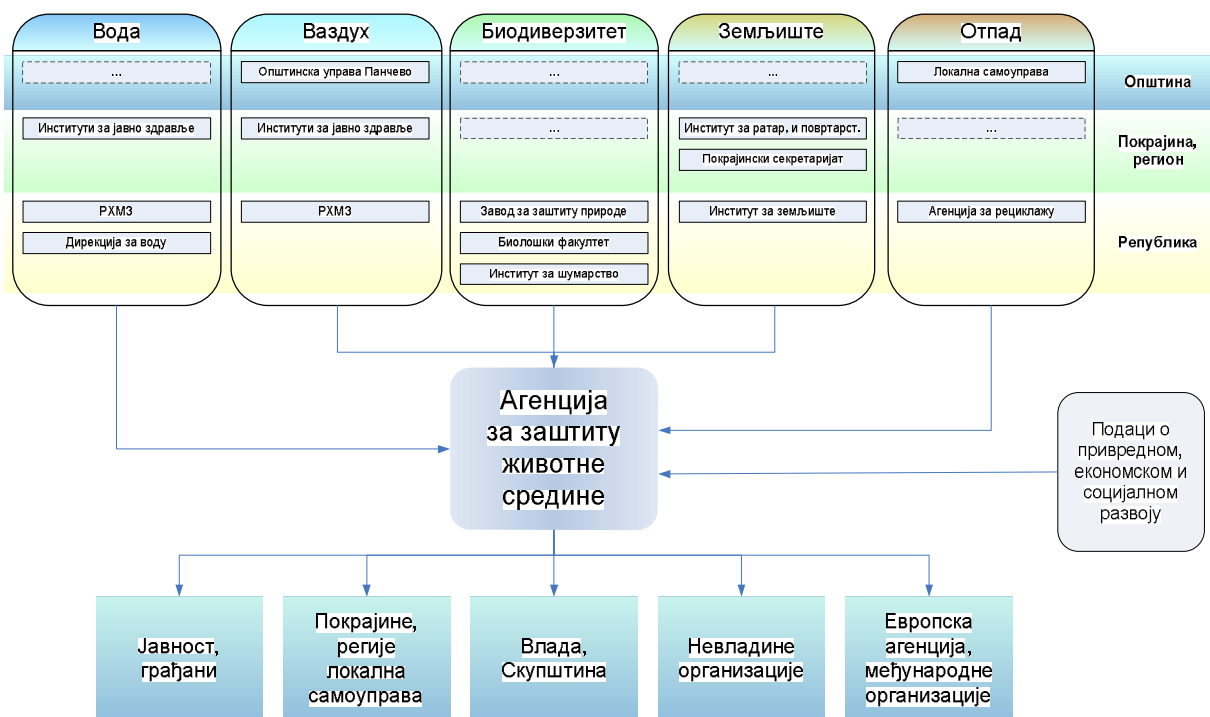 Вода
Ваздух
Биодиверзитет
Земљиште
Отпад
...
Општинска управа Панчево
...
...
Локална самоуправа
Општина
Институти за јавно здравље
Институти за јавно здравље
...
Институт за ратар, и повртарст.
...
Покрајински секретаријат
Покрајина,
регион
РХМЗ
РХМЗ
Завод за заштиту природе
Институт за земљиште
Агенција за рециклажу
Дирекција за воду
Биолошки факултет
Институт за шумарство
Република
Агенција
за заштиту
животне
средине
Подаци о
привредном,
економском и
социјалном
развоју
Јавност,
грађани
Покрајине,
регије
локална
самоуправа
Влада,
Скупштина
Невладине
организације
Европска
агенција,
међународне
организације